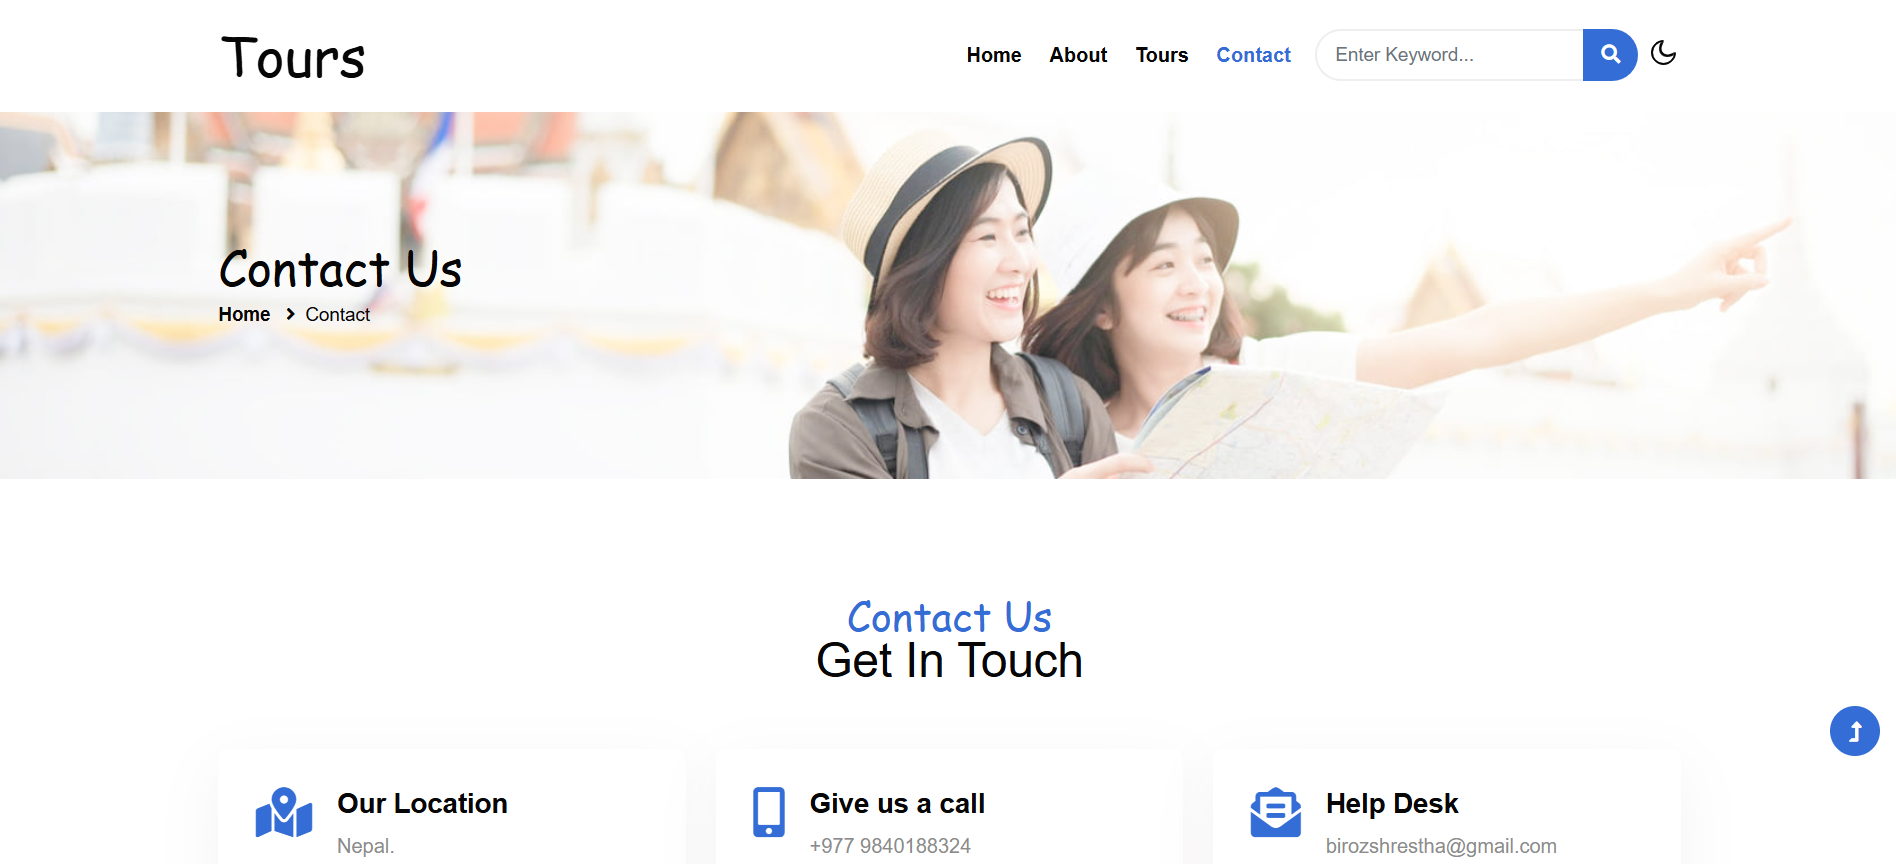 Tours
Home About Tours Contact Enter Keyword...
Contact Us
Home Contact
Contact Us
Get In Touch
Our Location
Nepal.
Give us a call
+977 9840188324
Help Desk
birozshrestha@gmail.com